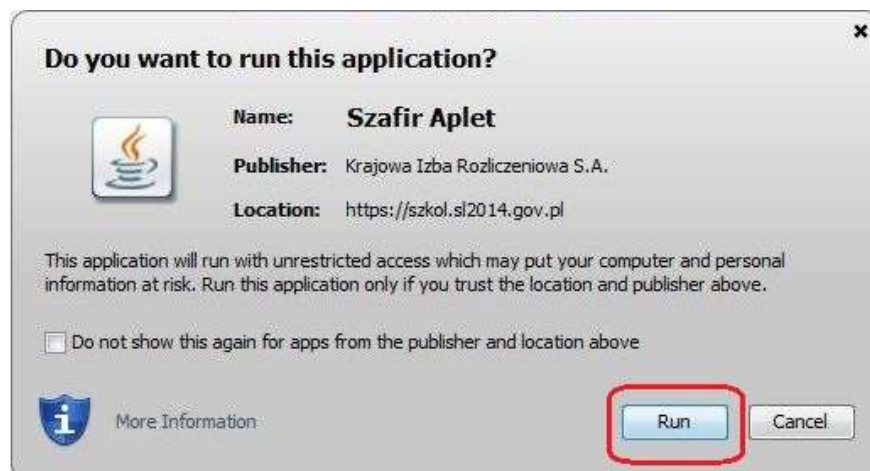 Do you want to run this application?
Name: Szafir Aplet
Publisher: Krajowa Izba Rozliczeniowa S.A.
Location: https://szkol.sl2014.gov.pl
This application will run with unrestricted access which may put your computer and personal
information at risk. Run this application only if you trust the location and publisher above.
Do not show this again for apps from the publisher and location above
More Information
Run Cancel